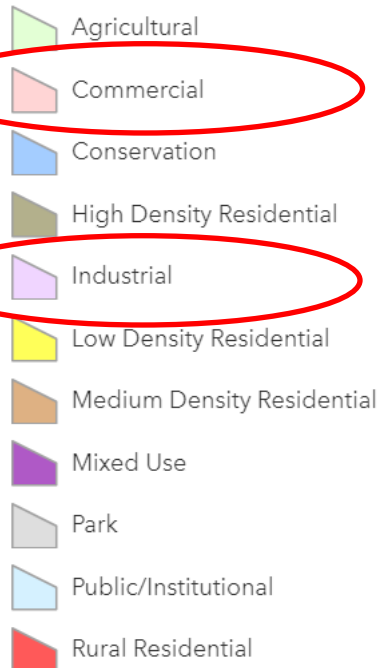 Agricultural
Commercial
Conservation
High Density Residential
Industrial
Low Density Residential
Medium Density Residential
Mixed Use
Park
Public/Institutional
Rural Residential